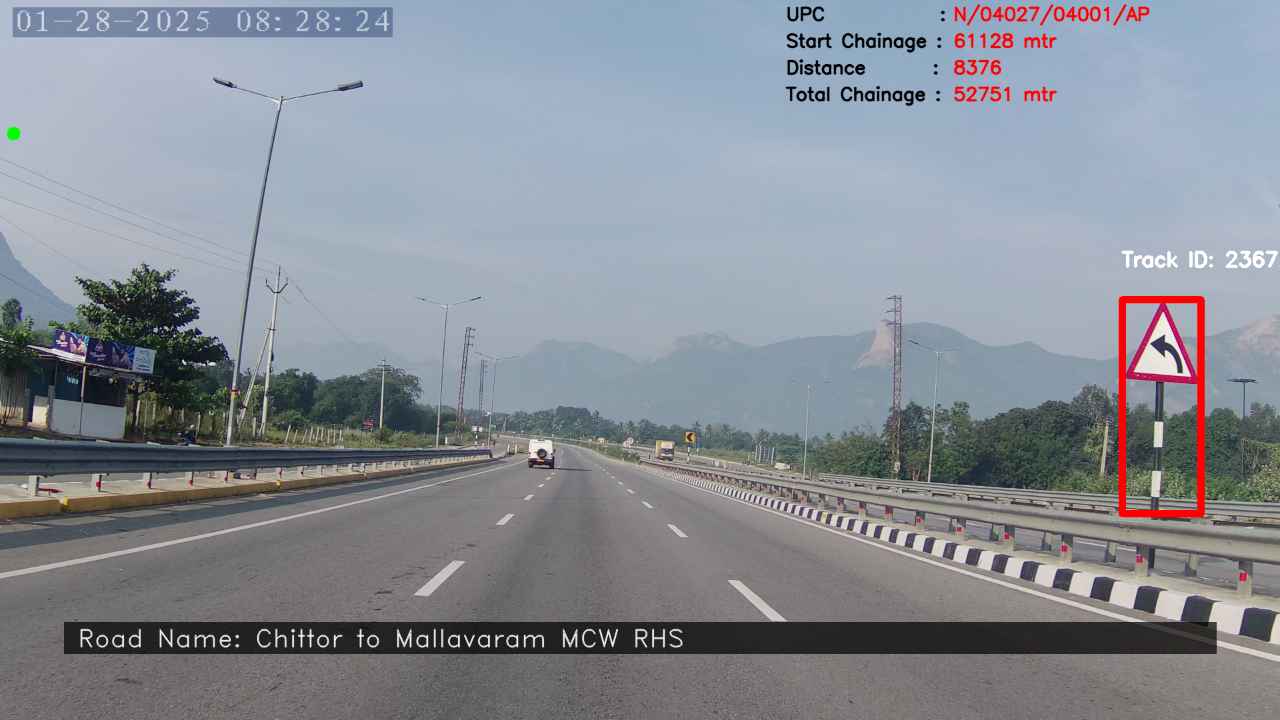 01-28-2025 08:28:24
UPC : N/04027/04001/AP
Start Chainage : 61128 mtr
Distance : 8376
Total Chainage : 52751 mtr
Track ID: 2367
Road Name: Chittor to Mallavaram MCW RHS